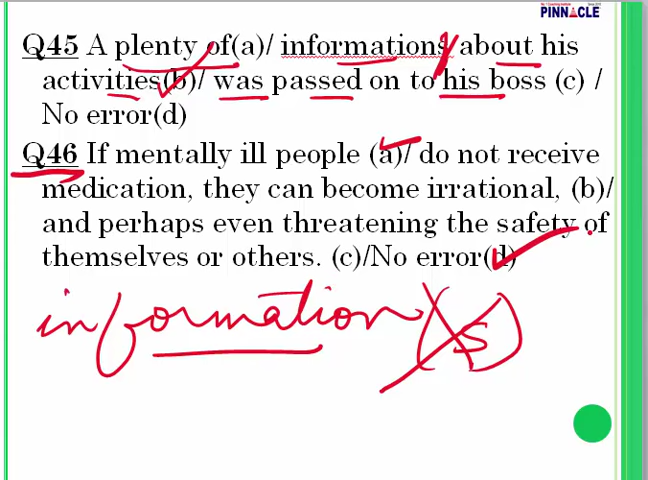 PINNACLE
Q45 A plenty of(a)/ informations about his
activities(b)/ was passed on to his boss (c) /
No error(d)
Q46 If mentally ill people (a)/ do not receive
medication, they can become irrational, (b)/
and perhaps even threatening the safety of
themselves or others. (c)/No error(d)
information (s)